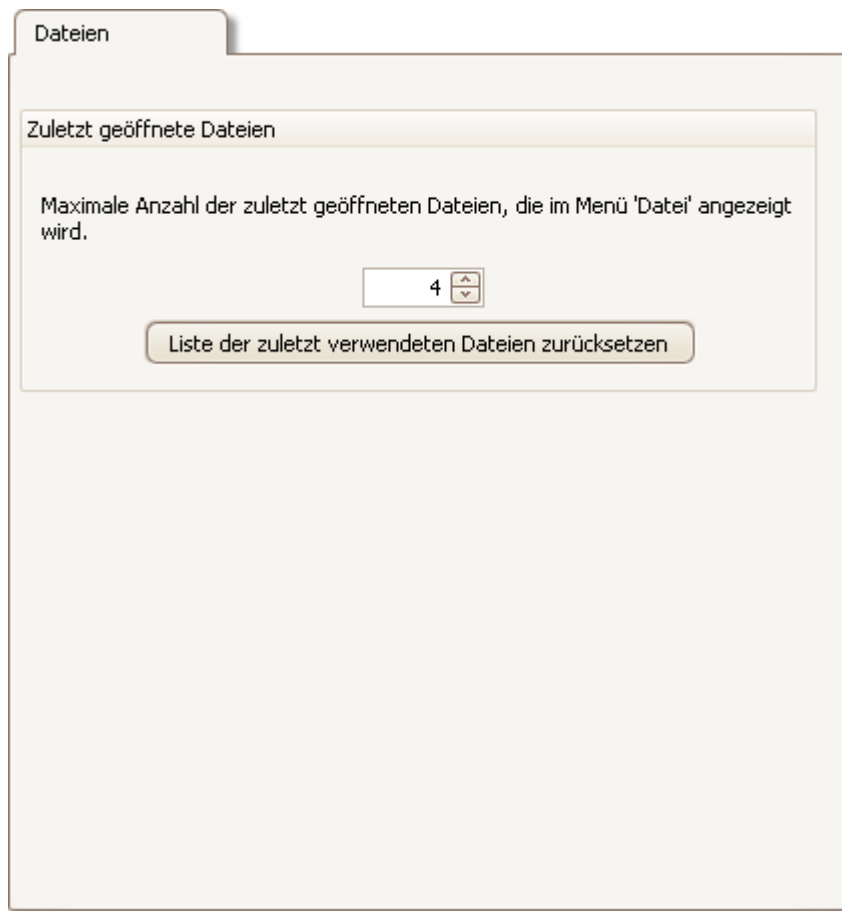 Dateien
Zuletzt geöffnete Dateien
Maximale Anzahl der zuletzt geöffneten Dateien, die im Menü 'Datei' angezeigt
wird.
4
Liste der zuletzt verwendeten Dateien zurücksetzen